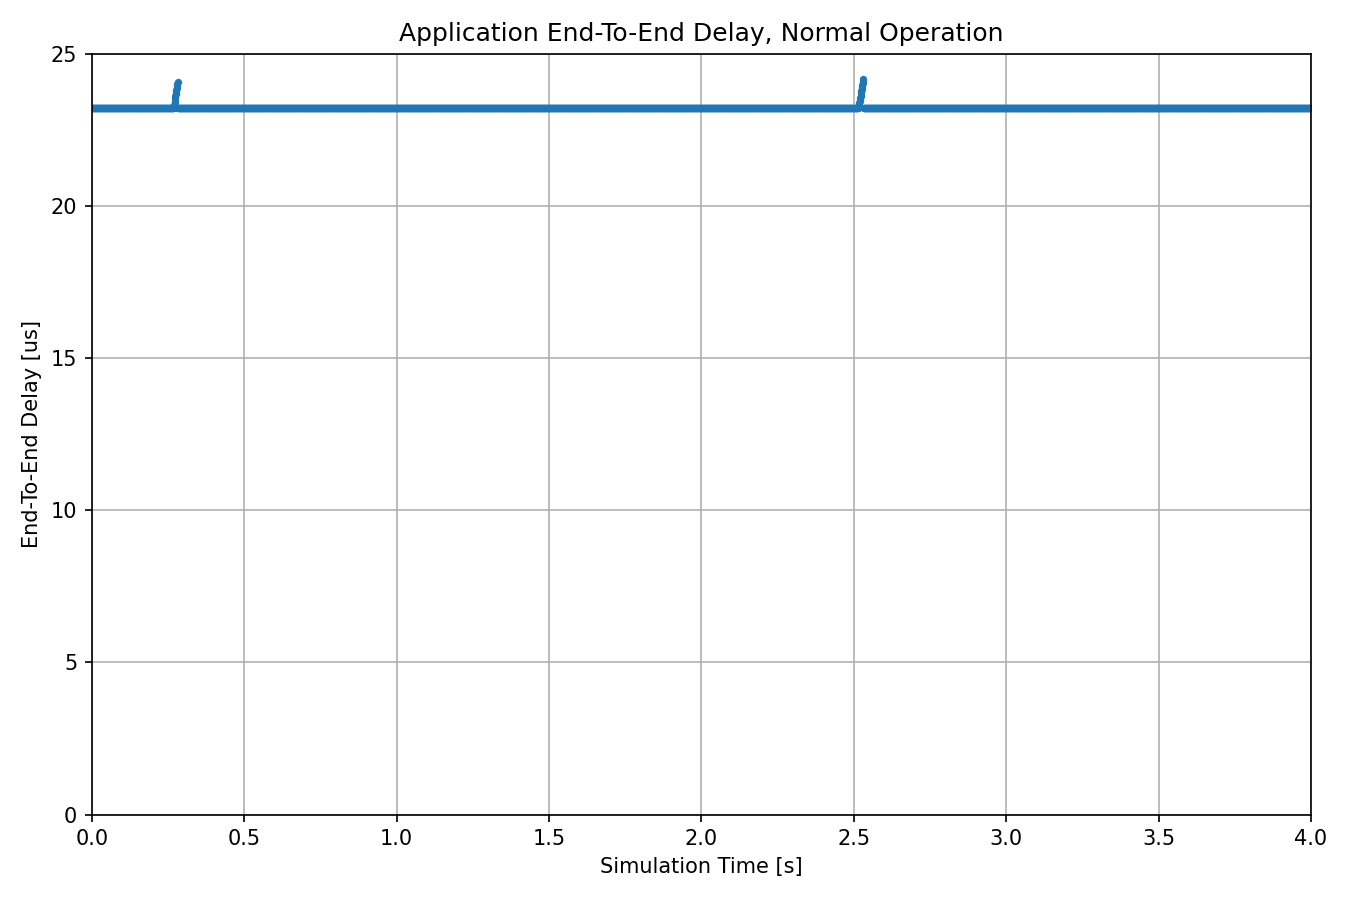 Application End-To-End Delay, Normal Operation
25
20
15
10
5
0
End-To-End Delay [us]
0.0 0.5 1.0 1.5 2.0 2.5 3.0 3.5 4.0
Simulation Time [s]